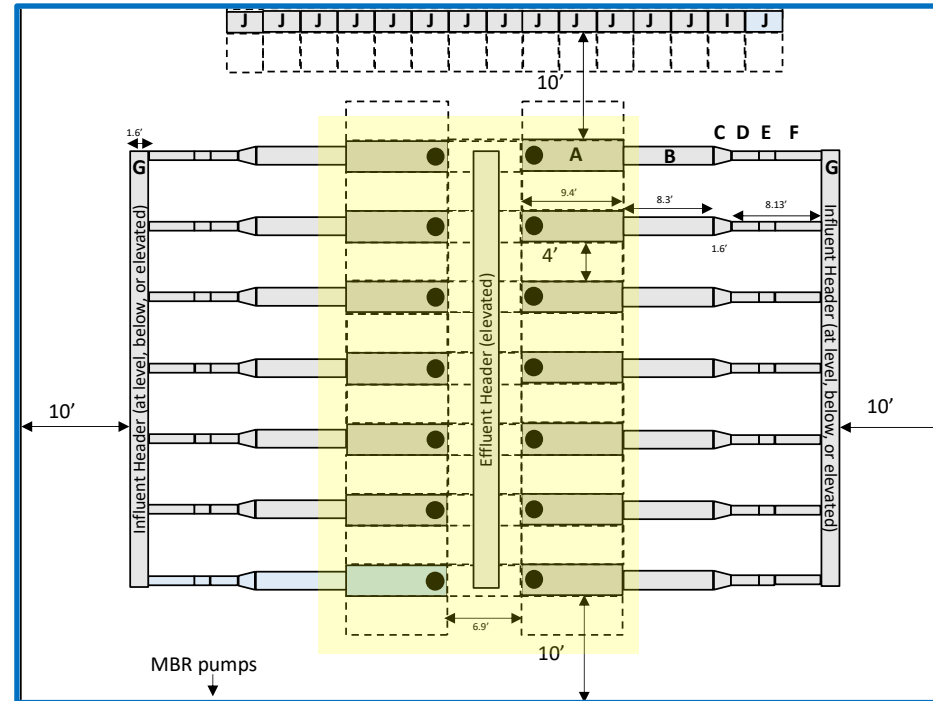 J J J J J J J J J J J J J I J
10’
1.6’
C D E F
G
A
B
G
9.4’
8.3’
8.13’
4’
1.6’
Influent Header (at level, below, or elevated)
Effluent Header (elevated)
Influent Header (at level, below, or elevated)
10’
10’
6.9’
10’
MBR pumps